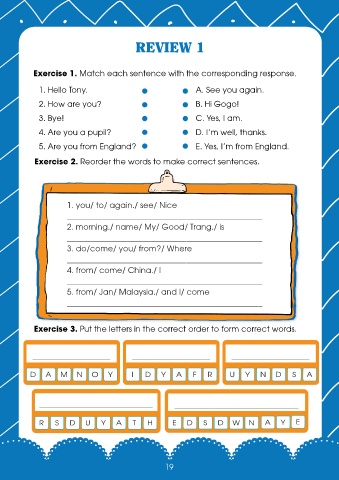 REVIEW 1
Exercise 1. Match each sentence with the corresponding response.
1. Hello Tony. A. See you again.
2. How are you? B. Hi Gogo!
3. Bye! C. Yes, I am.
4. Are you a pupil? D. I'm well, thanks.
5. Are you from England? E. Yes, I'm from England.
Exercise 2. Reorder the words to make correct sentences.
1. you/ to/ again./ see/ Nice
2. morning./ name/ My/ Good/ Trang./ is
3. do/come/ you/ from?/ Where
4. from/ come/ China./ I
5. from/ Jan/ Malaysia,/ and I/ come
Exercise 3. Put the letters in the correct order to form correct words.
D A M N O Y I D Y A F R U Y N D S A
R S D U Y A T H E D S D W N A Y E
19